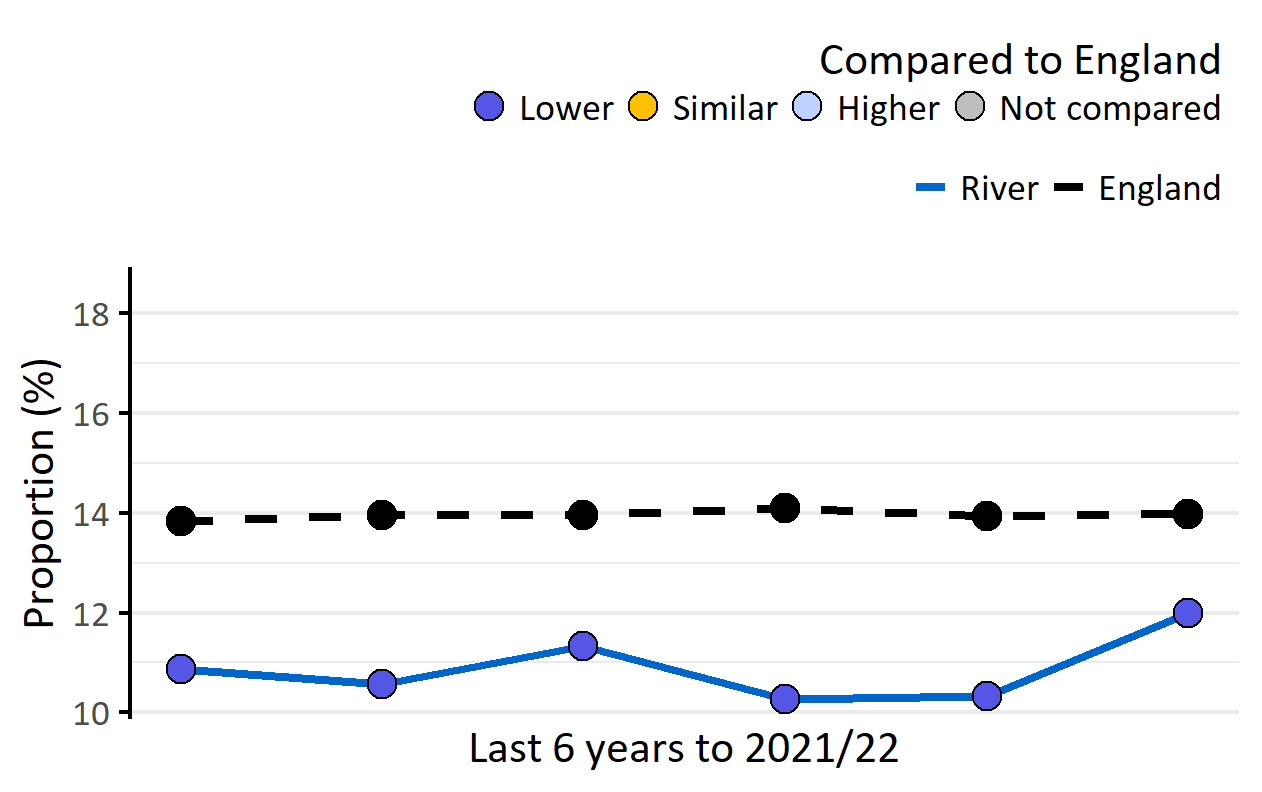 Compared to England
Lower Similar Higher Not compared
River England
18
16
14
12
10
Proportion (%)
Last 6 years to 2021/22